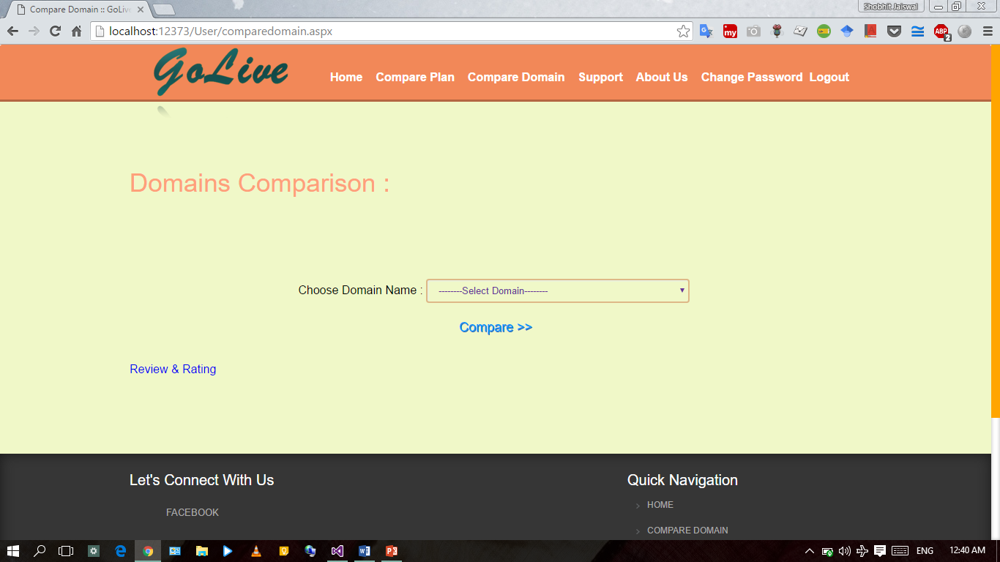 Compare Domain :: GoLive
Shobhit Jaiswal
localhost:12373/User/comparedomain.aspx
my
ABP
2
GoLive
Home Compare Plan Compare Domain Support About Us Change Password Logout
Domains Comparison :
Choose Domain Name : --------Select Domain--------
Compare >>
Review & Rating
Let's Connect With Us
Quick Navigation
FACEBOOK
HOME
COMPARE DOMAIN
ENG 12:40 AM